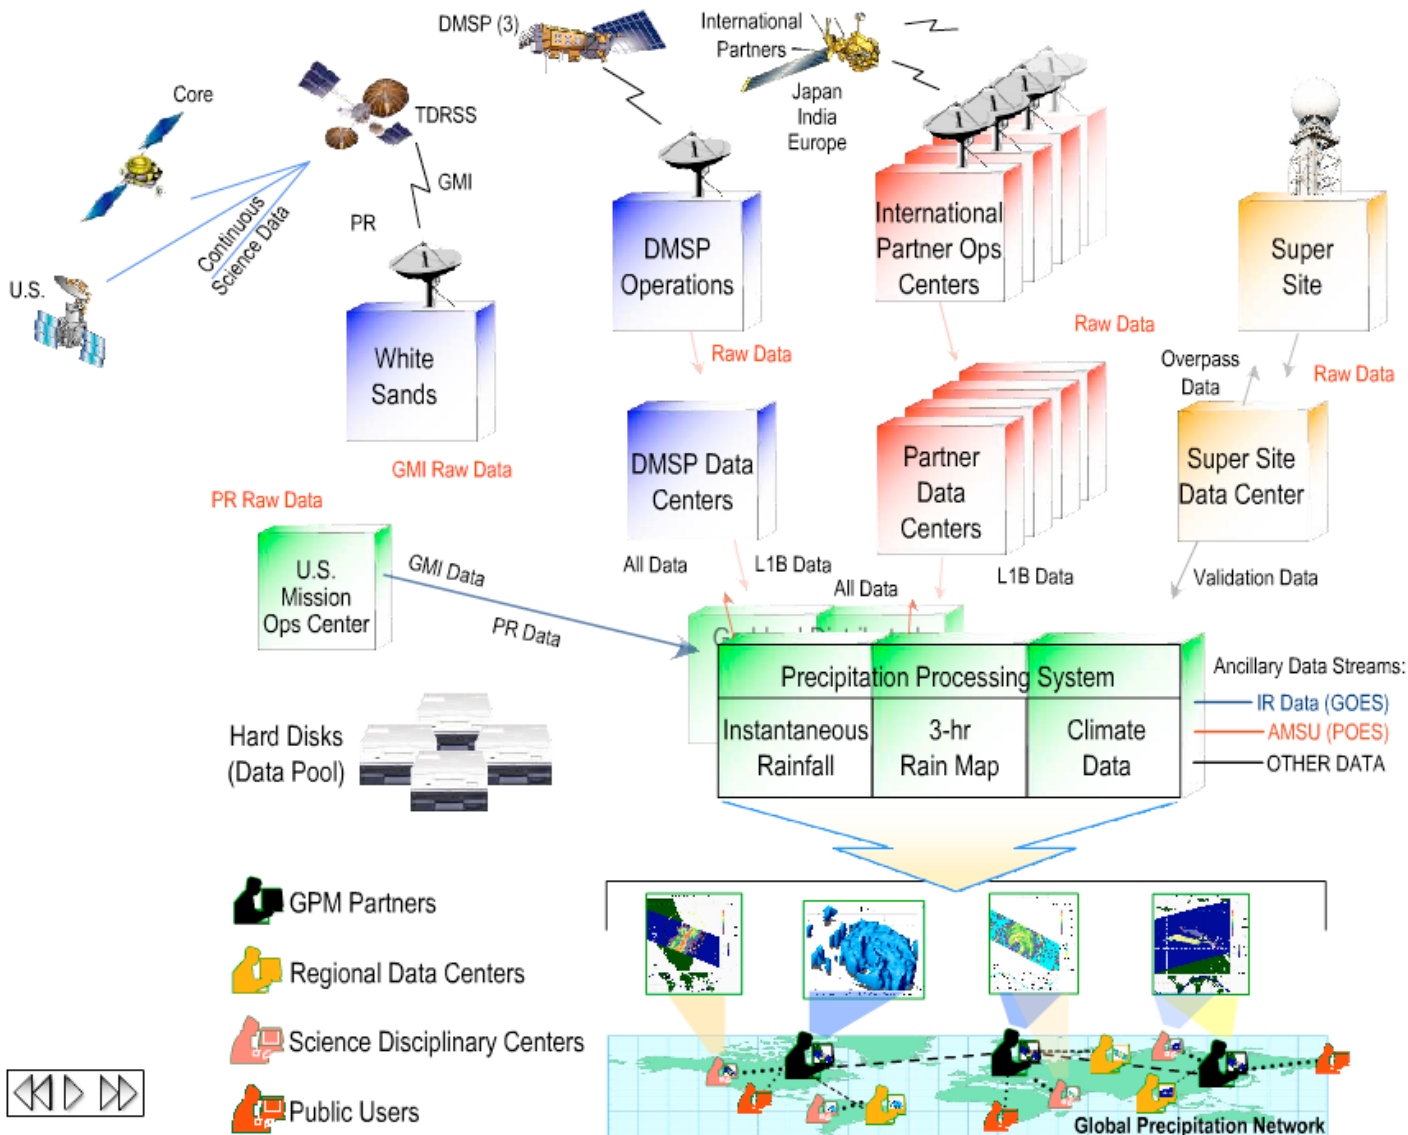 DMSP (3)
International
Partners
Japan
India
Europe
Core
TDRSS
GMI
PR
Continuous
Science Data
U.S.
White
Sands
DMSP
Operations
International
Partner Ops
Centers
Super
Site
Raw Data
Raw Data
Overpass
Data
Raw Data
GMI Raw Data
PR Raw Data
DMSP Data
Centers
Partner
Data
Centers
Super Site
Data Center
U.S.
Mission
Ops Center
GMI Data
PR Data
All Data
L1B Data
All Data
L1B Data
Validation Data
Precipitation Processing System
Instantaneous
Rainfall
3-hr
Rain Map
Climate
Data
Ancillary Data Streams:
IR Data (GOES)
AMSU (POES)
OTHER DATA
Hard Disks
(Data Pool)
GPM Partners
Regional Data Centers
Science Disciplinary Centers
Public Users
Global Precipitation Network